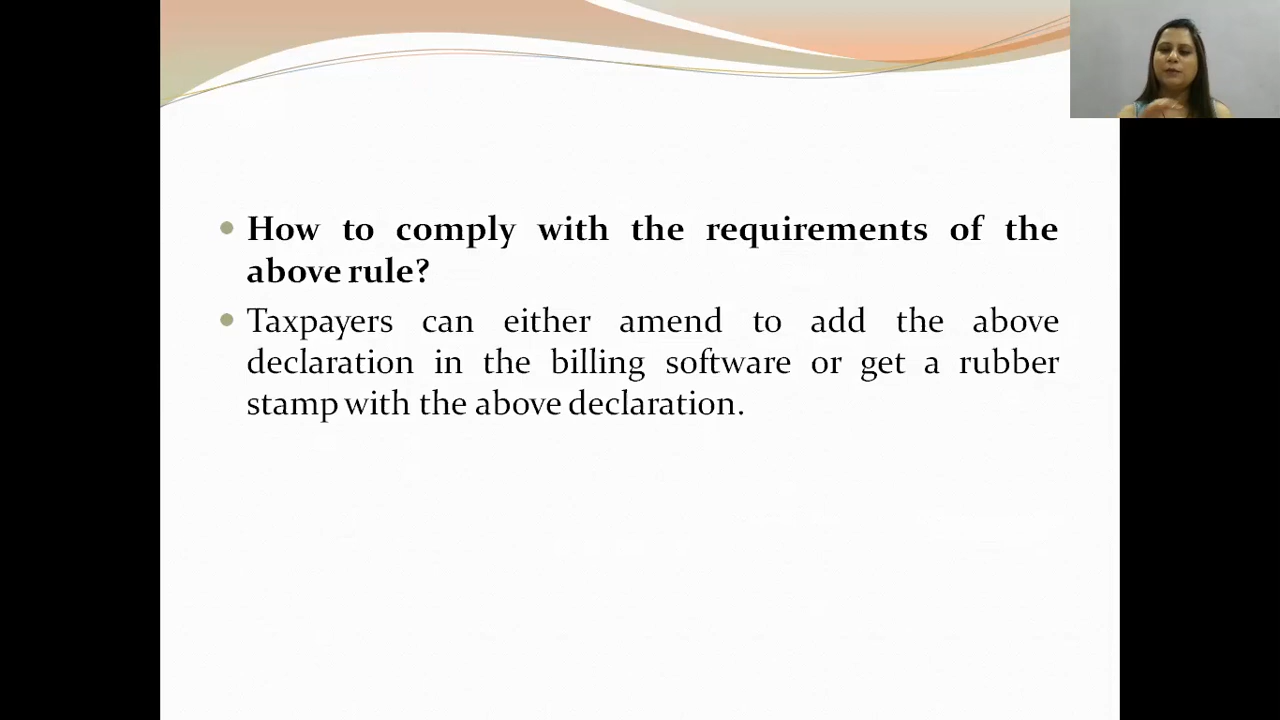 How to comply with the requirements of the
above rule?
Taxpayers can either amend to add the above
declaration in the billing software or get a rubber
stamp with the above declaration.